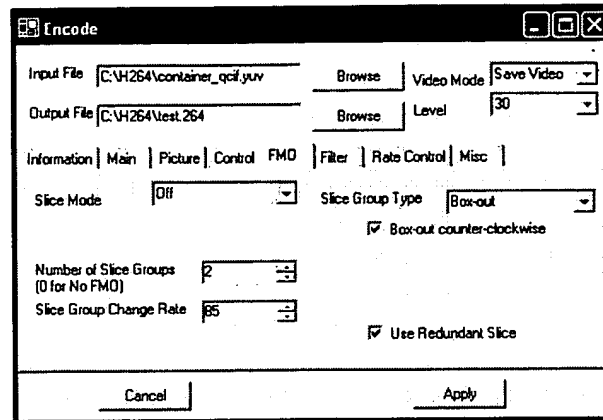 Encode
Input File C:\H264\container_qcif.yuv Browse Video Mode Save Video
Output File C:\H264\test.264 Browse Level 30
Information Main Picture Control FMO Filter Rate Control Misc
Slice Mode Off Slice Group Type Box-out
Box-out counter-clockwise
Number of Slice Groups 2
(0 for No FMO)
Slice Group Change Rate 85
Use Redundant Slice
Cancel Apply